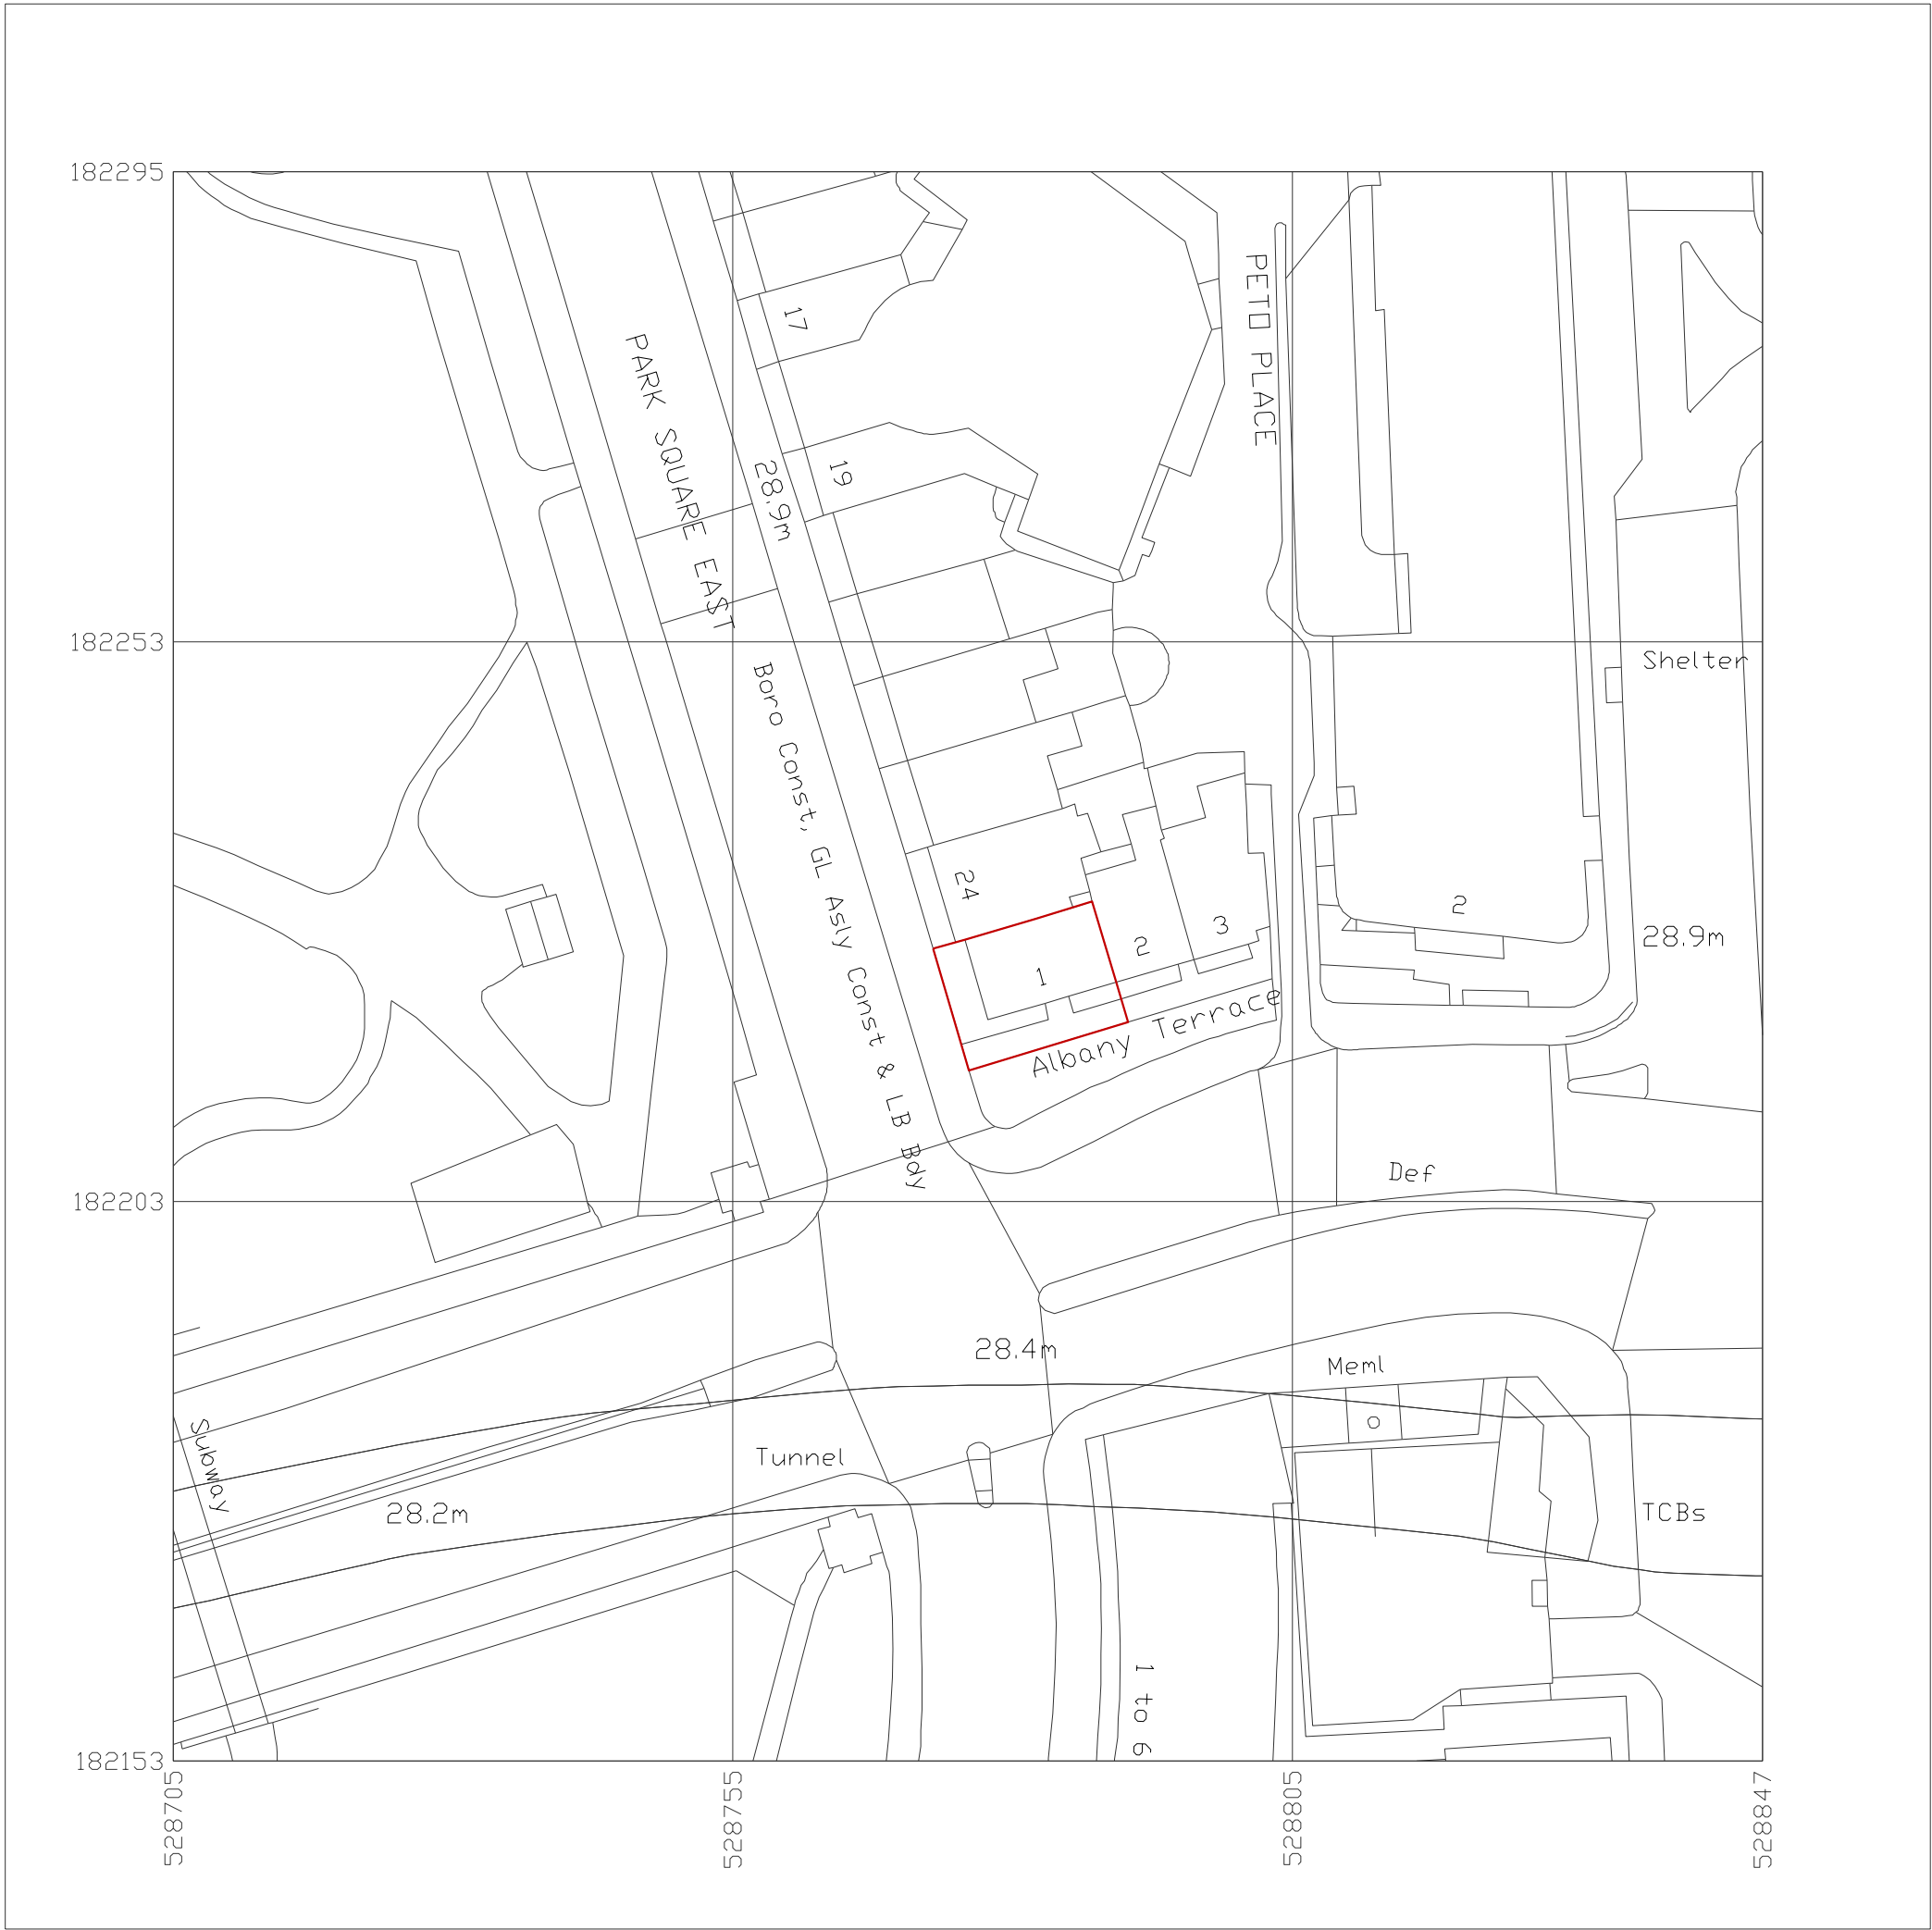 182295
PETO PLACE
17
PARK SQUARE EAST
19
28.9m
182253
Shelter
Boro Const, GL Asly Const & LB Bdy
24
2
3
2
28.9m
1
Albany Terrace
Def
182203
28.4m
Meml
Subway
Tunnel
28.2m
TCBs
1 to 6
182153
528705
528755
528805
528847